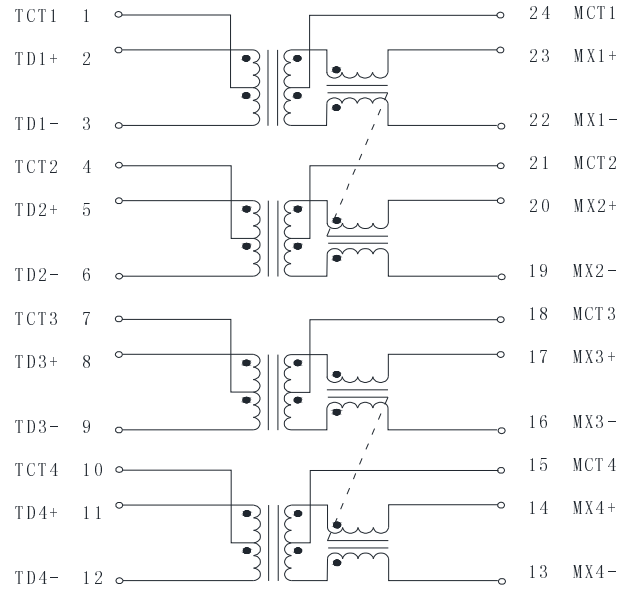 TCT1 1 24 MCT1
TD1+ 2 23 MX1+
TD1- 3 22 MX1-
TCT2 4 21 MCT2
TD2+ 5 20 MX2+
TD2- 6 19 MX2-
TCT3 7 18 MCT3
TD3+ 8 17 MX3+
TD3- 9 16 MX3-
TCT4 10 15 MCT4
TD4+ 11 14 MX4+
TD4- 12 13 MX4-